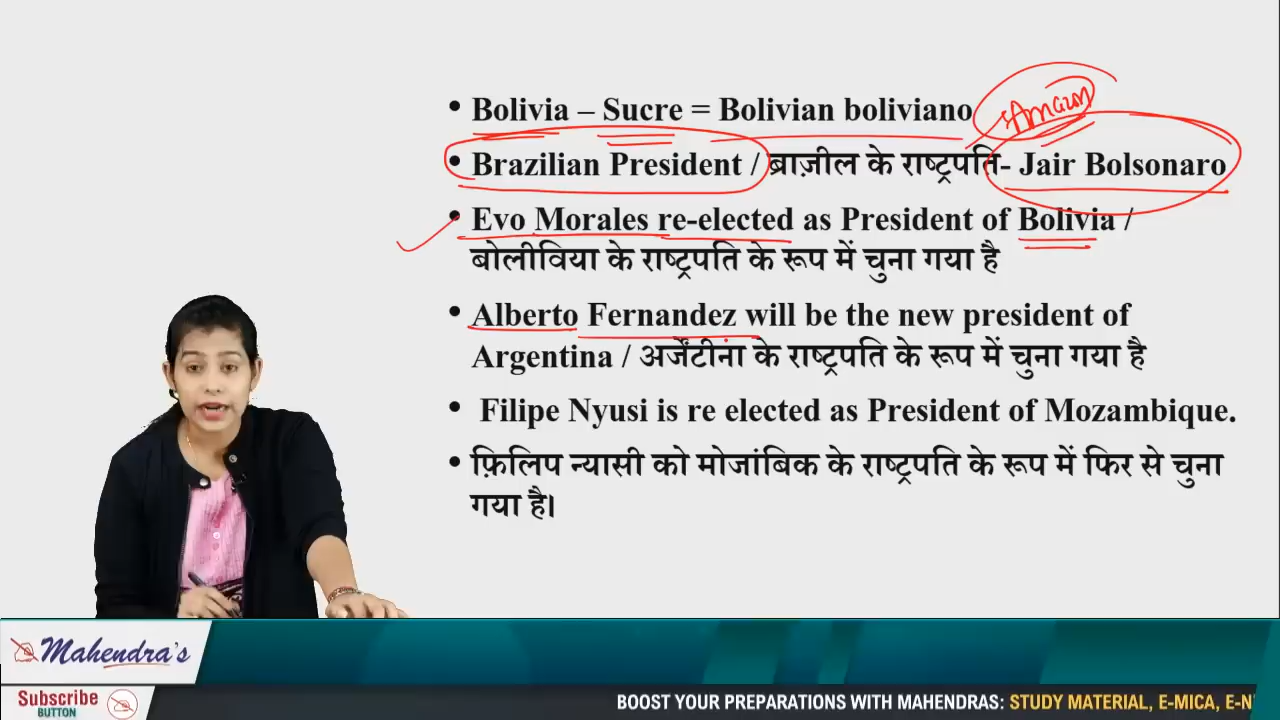 • Bolivia – Sucre = Bolivian boliviano
Amazon
• Brazilian President / ब्राज़ील के राष्ट्रपति- Jair Bolsonaro
• Evo Morales re-elected as President of Bolivia /
बोलीविया के राष्ट्रपति के रूप में चुना गया है
• Alberto Fernandez will be the new president of
Argentina / अर्जेंटीना के राष्ट्रपति के रूप में चुना गया है
• Filipe Nyusi is re elected as President of Mozambique.
• फ़िलिप न्यासी को मोजांबिक के राष्ट्रपति के रूप में फिर से चुना
गया है।
Mahendra's
Subscribe
BUTTON
BOOST YOUR PREPARATIONS WITH MAHENDRAS: STUDY MATERIAL, E-MICA, E-N